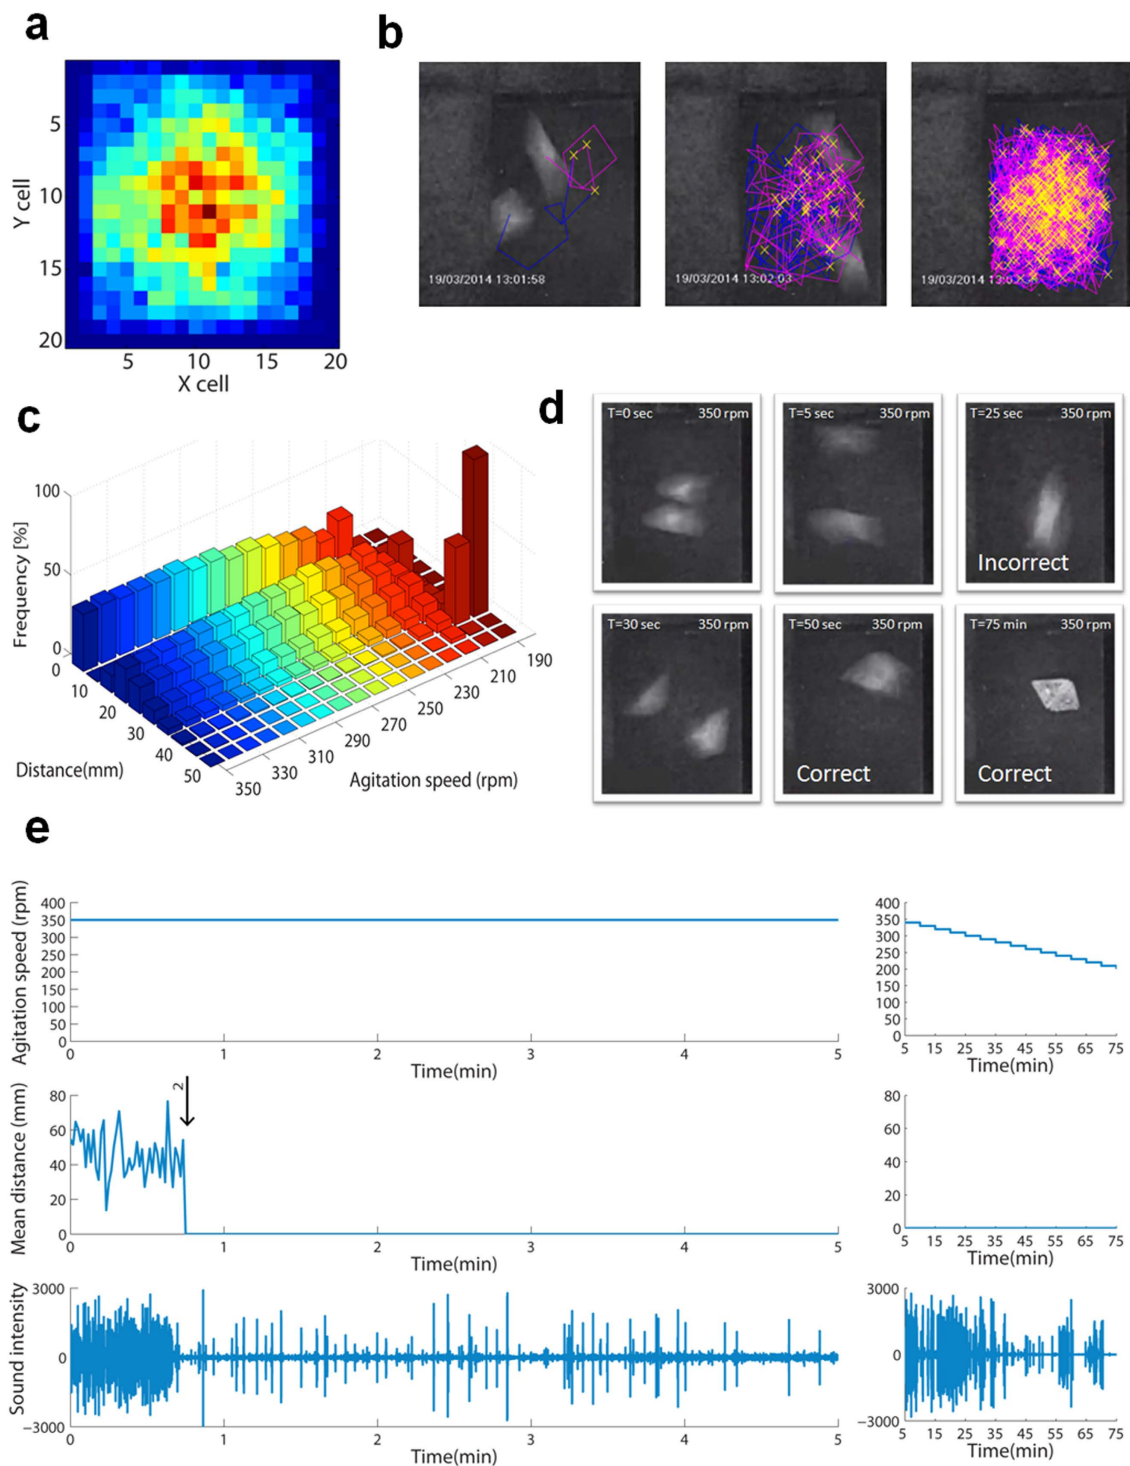 a
5
10
15
20
Y cell
5
10
15
20
X cell
b
19/03/2014 13:01:58
19/03/2014 13:02:03
19/03/2014 13:0
c
100
50
0
Frequency [%]
0
10
20
30
40
50
Distance(mm)
350
330
310
290
270
250
230
210
190
Agitation speed (rpm)
d
T=0 sec 350 rpm
T=5 sec 350 rpm
T=25 sec 350 rpm
Incorrect
T=30 sec 350 rpm
T=50 sec 350 rpm
Correct
T=75 min 350 rpm
Correct
e
Agitation speed (rpm)
400
350
300
250
200
150
100
50
0
0 1 2 3 4 5
Time(min)
400
350
300
250
200
150
100
50
0
5 15 25 35 45 55 65 75
Time(min)
Mean distance (mm)
80
60
40
20
0
2
0 1 2 3 4 5
Time(min)
80
60
40
20
0
5 15 25 35 45 55 65 75
Time(min)
Sound intensity
3000
0
−3000
0 1 2 3 4 5
Time(min)
3000
0
−3000
5 15 25 35 45 55 65 75
Time(min)